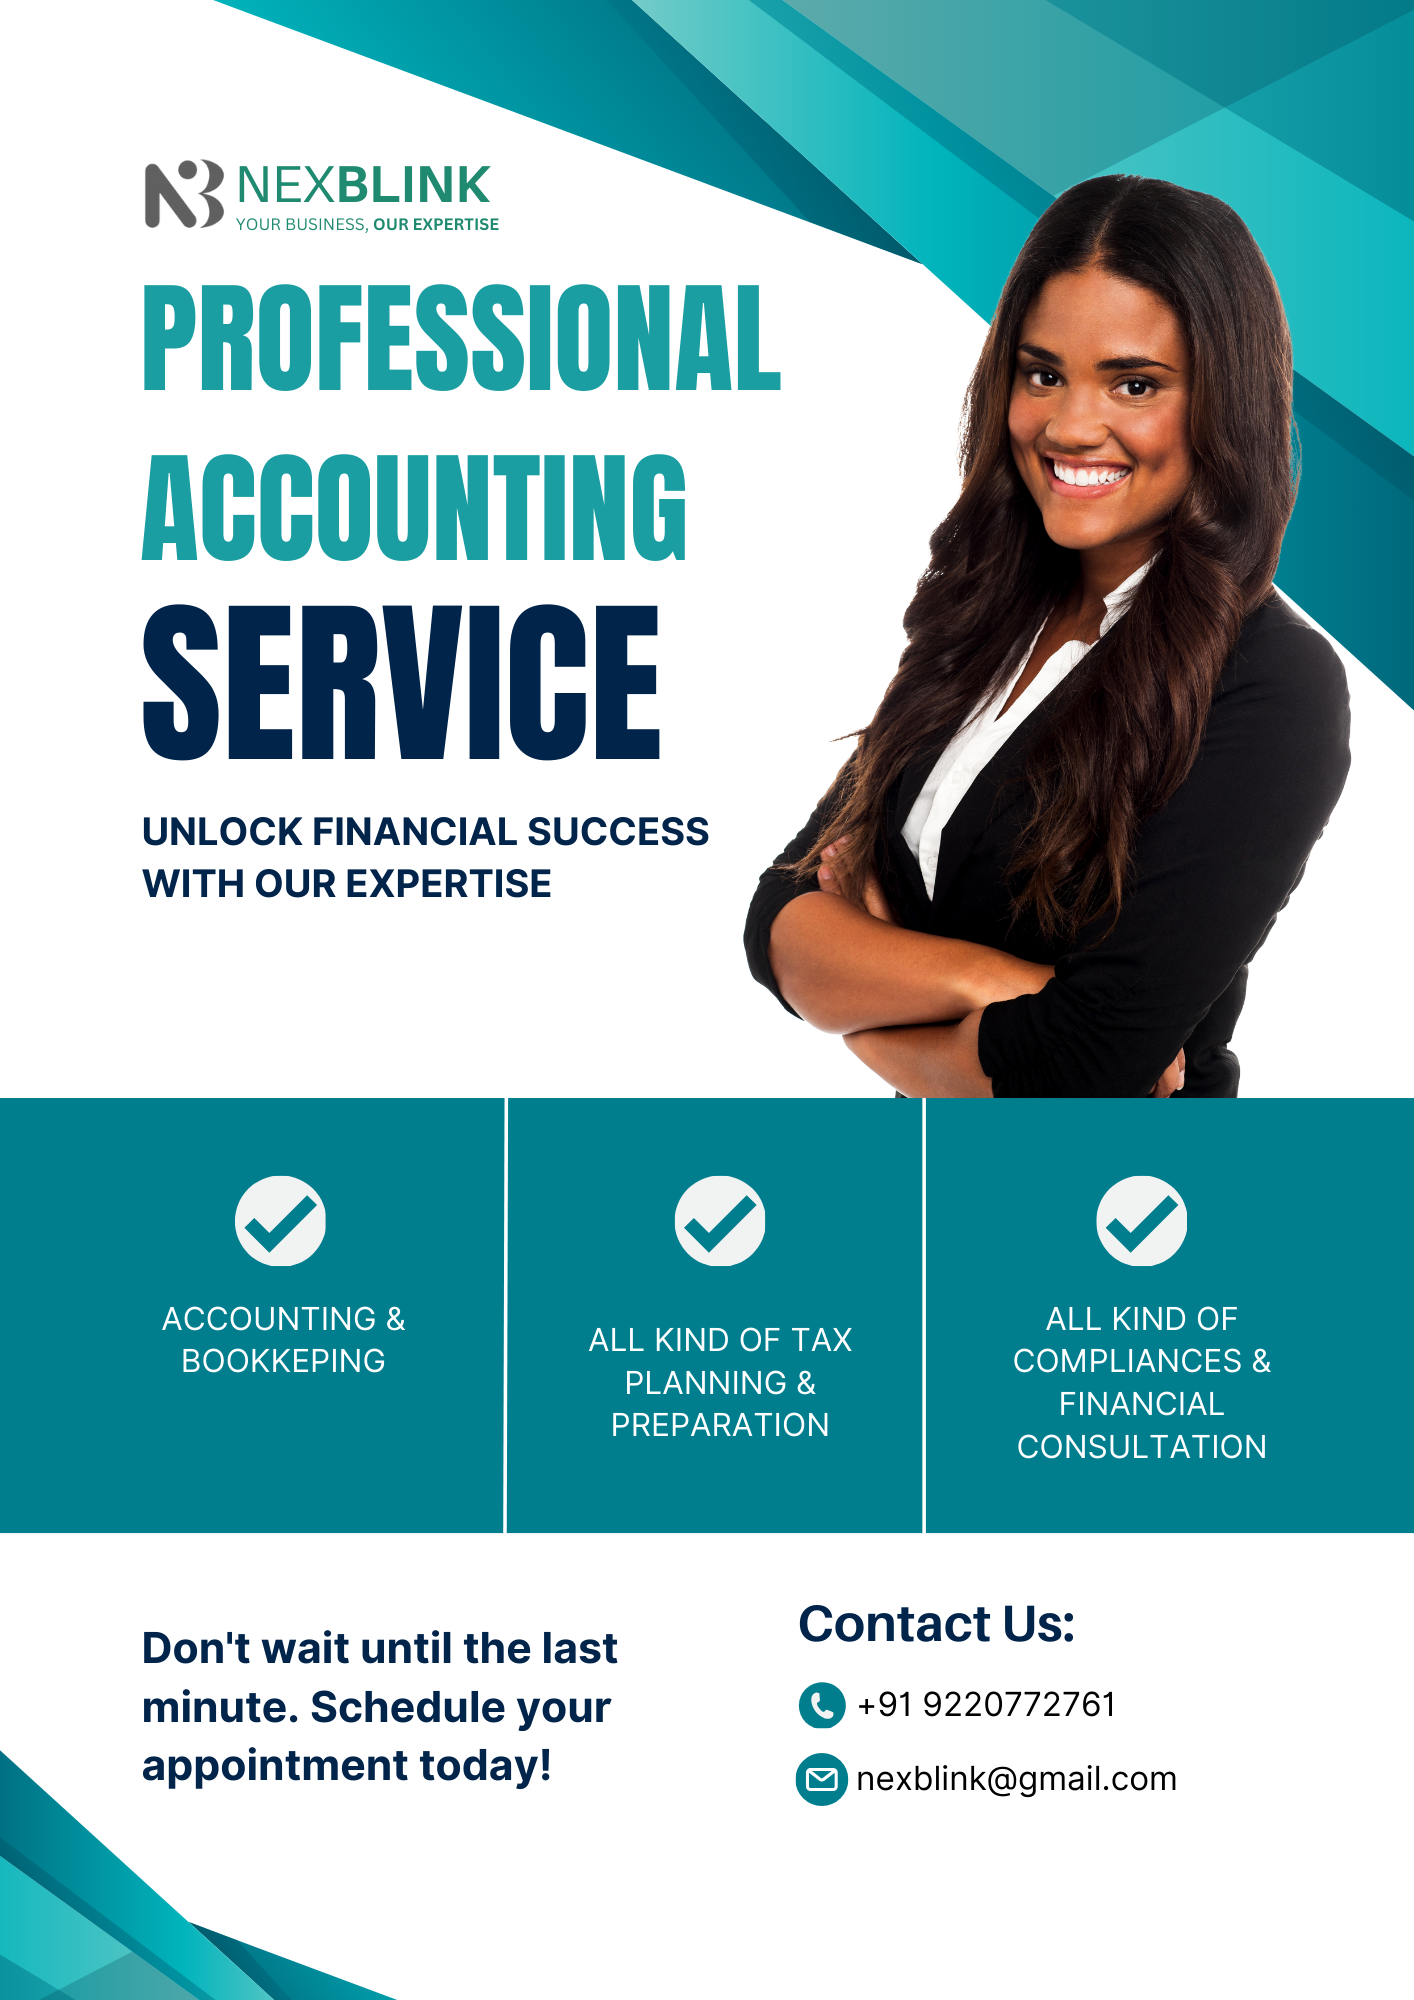 NEXBLINK
YOUR BUSINESS, OUR EXPERTISE
PROFESSIONAL
ACCOUNTING
SERVICE
UNLOCK FINANCIAL SUCCESS
WITH OUR EXPERTISE
ACCOUNTING &
BOOKKEPING
ALL KIND OF TAX
PLANNING &
PREPARATION
ALL KIND OF
COMPLIANCES &
FINANCIAL
CONSULTATION
Don't wait until the last
minute. Schedule your
appointment today!
Contact Us:
+91 9220772761
nexblink@gmail.com